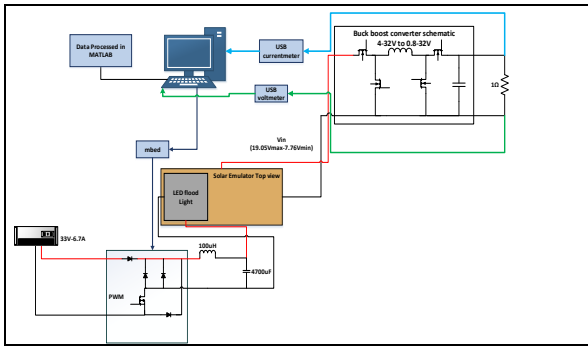 Buck boost converter schematic
4-32V to 0.8-32V
Data Processed in
MATLAB
USB
currentmeter
USB
voltmeter
1Ω
mbed
Vin
(19.05Vmax-7.76Vmin)
Solar Emulator Top view
LED flood
Light
33V-6.7A
100uH
4700uF
PWM